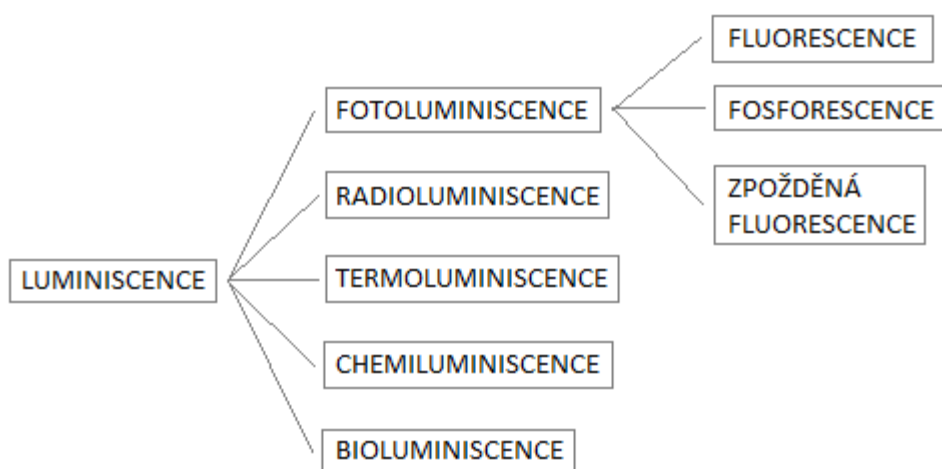 LUMINISCENCE
FOTOLUMINISCENCE
RADIOLUMINISCENCE
TERMOLUMINISCENCE
CHEMILUMINISCENCE
BIOLUMINISCENCE
FLUORESCENCE
FOSFORESCENCE
ZPOŽDĚNÁ
FLUORESCENCE